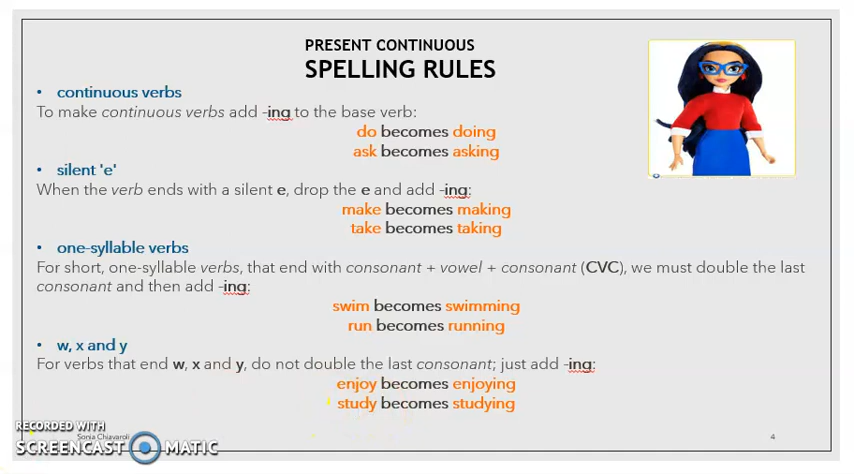 PRESENT CONTINUOUS
SPELLING RULES
• continuous verbs
To make continuous verbs add -ing to the base verb:
do becomes doing
ask becomes asking
• silent 'e'
When the verb ends with a silent e, drop the e and add -ing:
make becomes making
take becomes taking
• one-syllable verbs
For short, one-syllable verbs, that end with consonant + vowel + consonant (CVC), we must double the last
consonant and then add -ing:
swim becomes swimming
run becomes running
• w, x and y
For verbs that end w, x and y, do not double the last consonant; just add -ing:
enjoy becomes enjoying
study becomes studying
RECORDED WITH
Sonia Chiavaroli
4
SCREENCAST MATIC